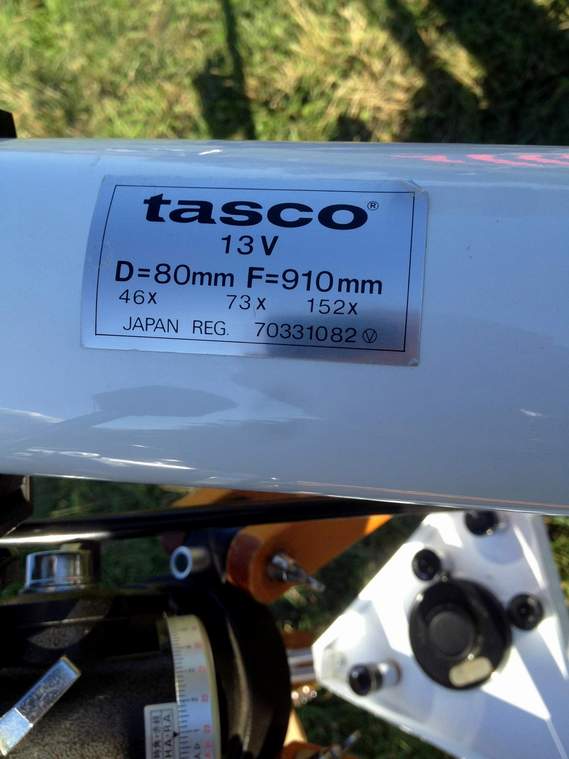 tasco®
13V
D=80mm F=910mm
46x 73x 152x
JAPAN REG. 70331082 Ⓥ